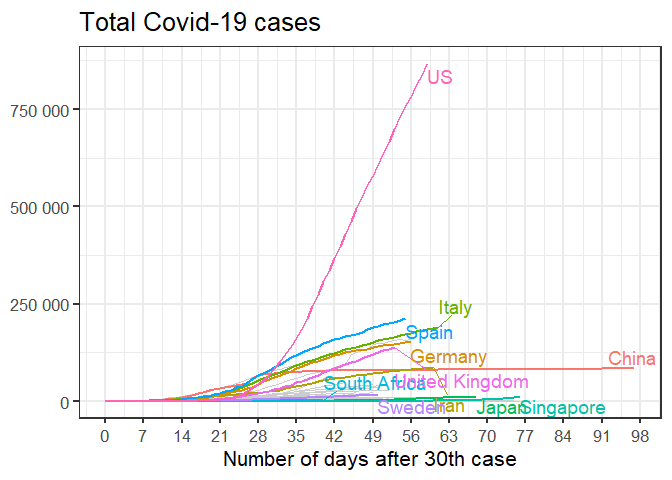 Total Covid-19 cases
US
750 000
500 000
250 000
0
Italy
Spain
Germany
China
South Africa
United Kingdom
Sweden
Iran
Japan
Singapore
0 7 14 21 28 35 42 49 56 63 70 77 84 91 98
Number of days after 30th case